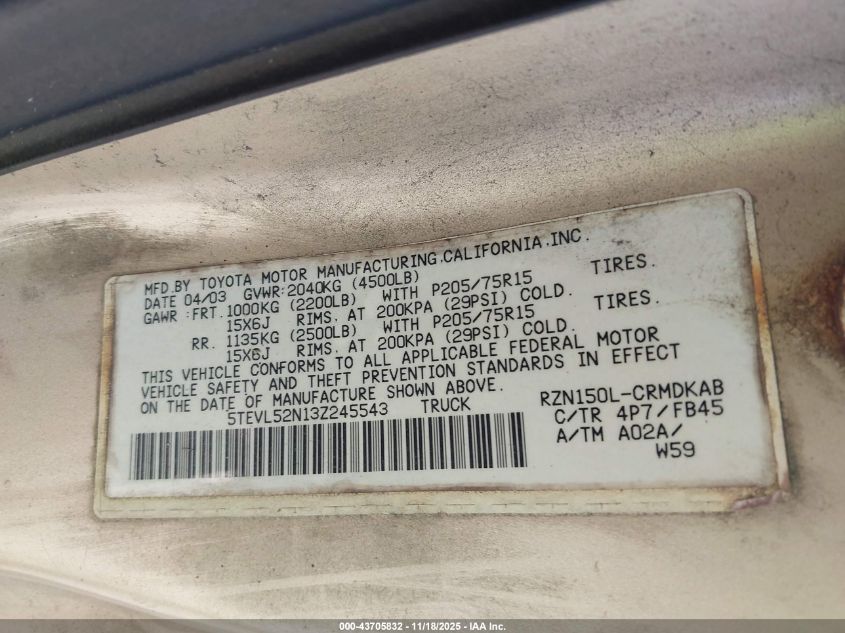 MFD.BY TOYOTA MOTOR MANUFACTURING.CALIFORNIA.INC.
DATE 04/03 GVWR:2040KG (4500LB)
GAWR :FRT.1000KG (2200LB) WITH P205/75R15 TIRES.
15X6J RIMS. AT 200KPA (29PSI) COLD.
RR. 1135KG (2500LB) WITH P205/75R15 TIRES.
15X6J RIMS. AT 200KPA (29PSI) COLD.
THIS VEHICLE CONFORMS TO ALL APPLICABLE FEDERAL MOTOR
VEHICLE SAFETY AND THEFT PREVENTION STANDARDS IN EFFECT
ON THE DATE OF MANUFACTURE SHOWN ABOVE.
5TEVL52N13Z245543 TRUCK
RZN150L-CRMDKAB
C/TR 4P7/FB45
A/TM A02A/
W59
000-43705832 - 11/18/2025 - IAA Inc.